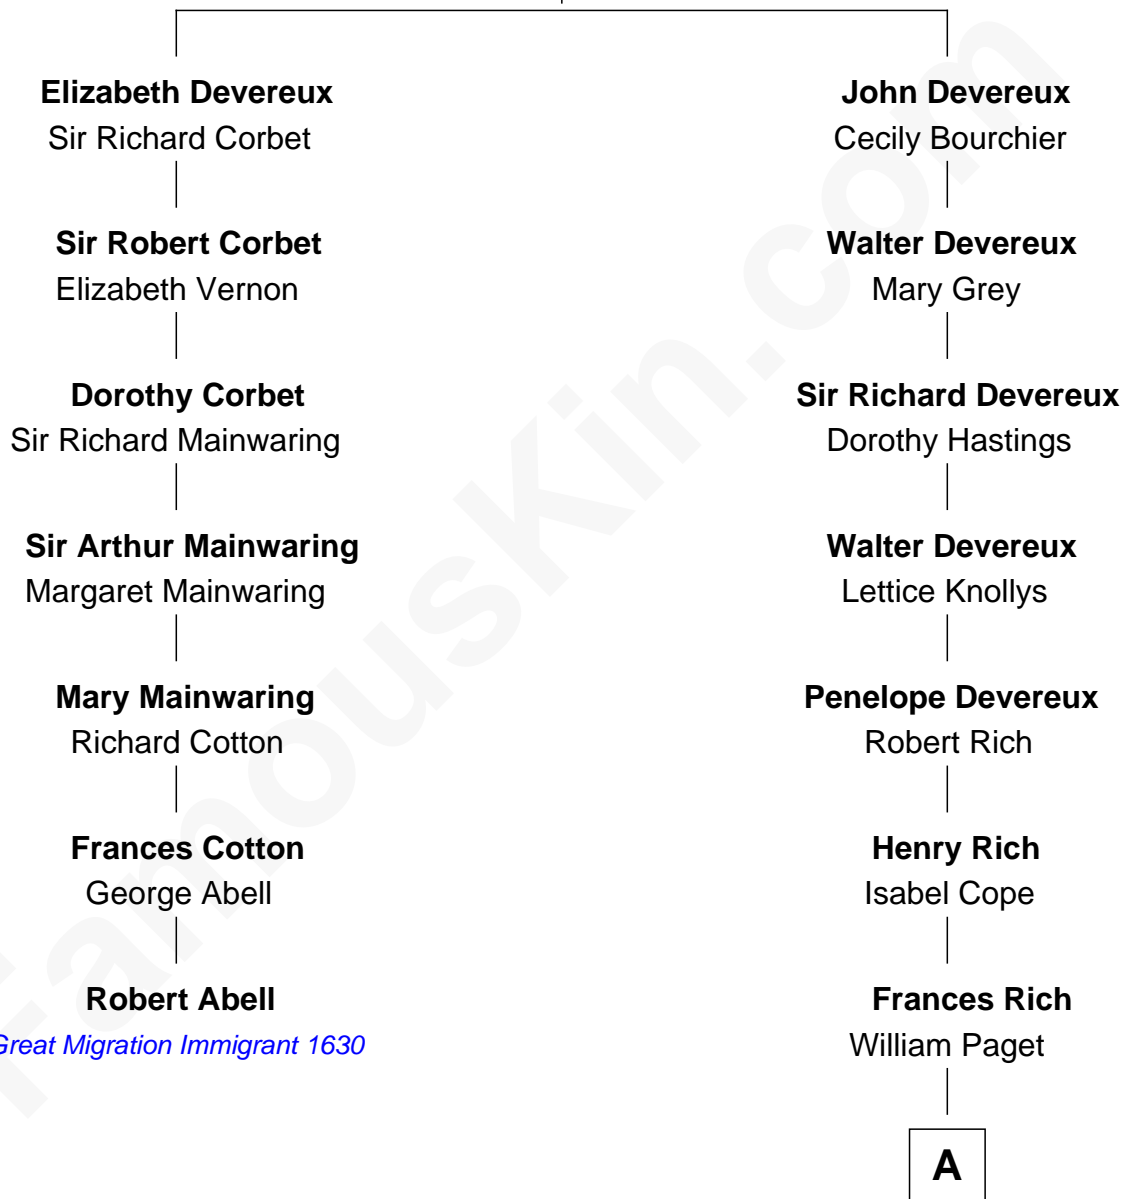 Elizabeth Devereux
Sir Richard Corbet
Sir Robert Corbet
Elizabeth Vernon
Dorothy Corbet
Sir Richard Mainwaring
Sir Arthur Mainwaring
Margaret Mainwaring
Mary Mainwaring
Richard Cotton
Frances Cotton
George Abell
Robert Abell
Great Migration Immigrant 1630
John Devereux
Cecily Bourchier
Walter Devereux
Mary Grey
Sir Richard Devereux
Dorothy Hastings
Walter Devereux
Lettice Knollys
Penelope Devereux
Robert Rich
Henry Rich
Isabel Cope
Frances Rich
William Paget
A
FamousKin.com